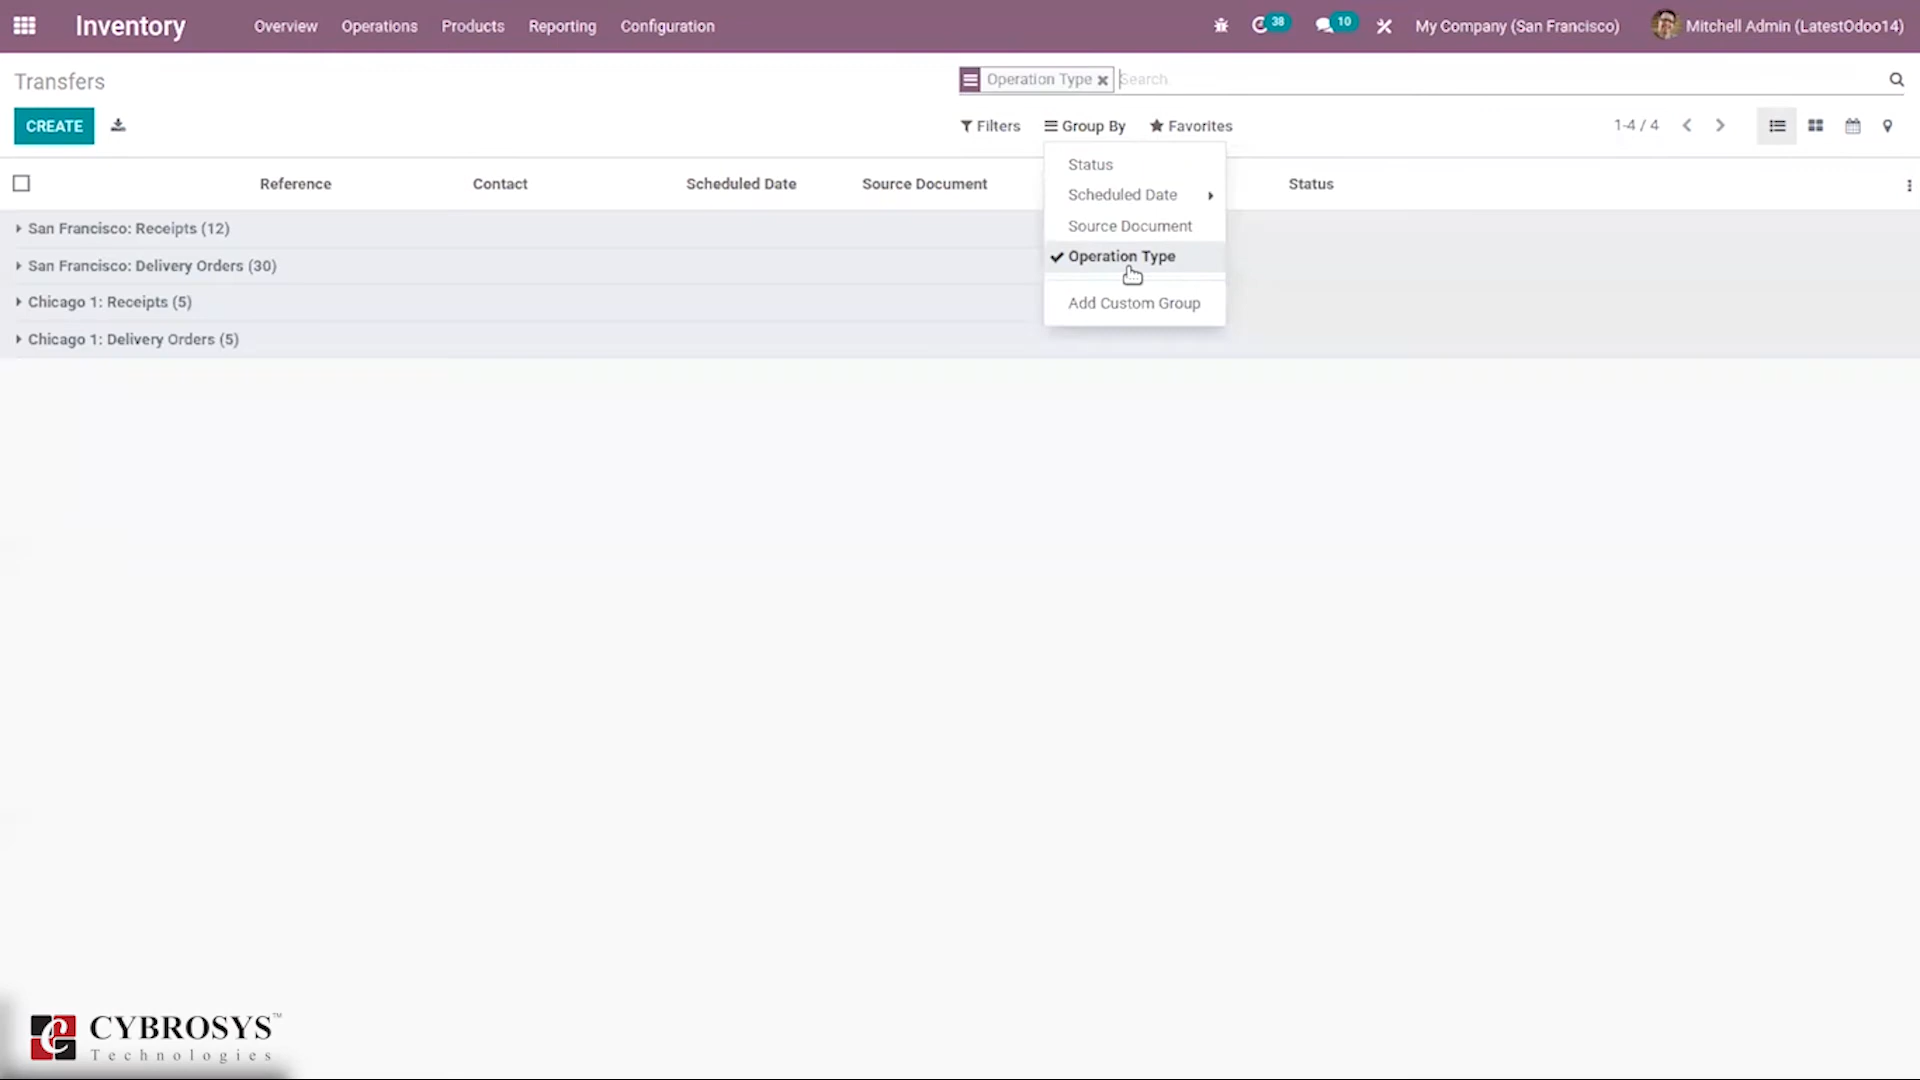 Inventory Overview Operations Products Reporting Configuration 38 10 My Company (San Francisco) Mitchell Admin (LatestOdoo14)
Transfers
Operation Type Search...
CREATE
Filters Group By Favorites 1-4 / 4
Reference Contact Scheduled Date Source Document Status
Status
Scheduled Date
Source Document
Operation Type
Add Custom Group
San Francisco: Receipts (12)
San Francisco: Delivery Orders (30)
Chicago 1: Receipts (5)
Chicago 1: Delivery Orders (5)
CYBROSYS™
Technologies